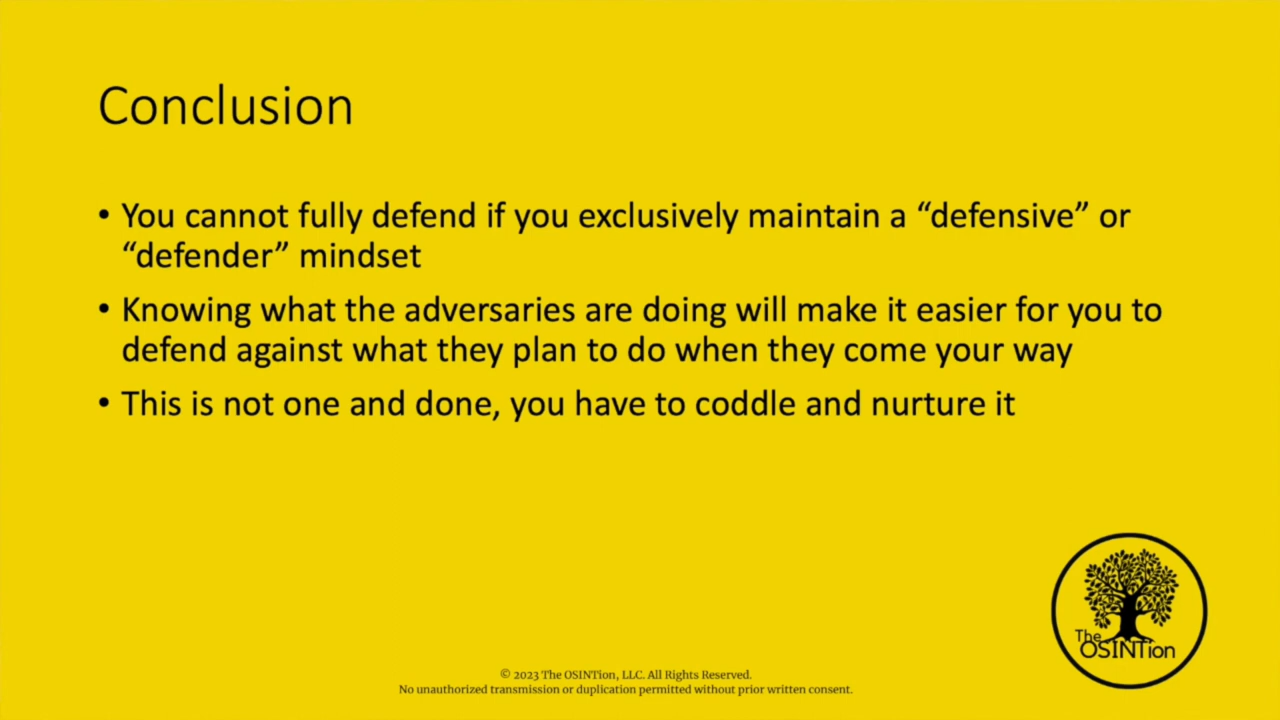 Conclusion
• You cannot fully defend if you exclusively maintain a “defensive” or
“defender” mindset
• Knowing what the adversaries are doing will make it easier for you to
defend against what they plan to do when they come your way
• This is not one and done, you have to coddle and nurture it
The
OSINTion
© 2023 The OSINTion, LLC. All Rights Reserved.
No unauthorized transmission or duplication permitted without prior written consent.